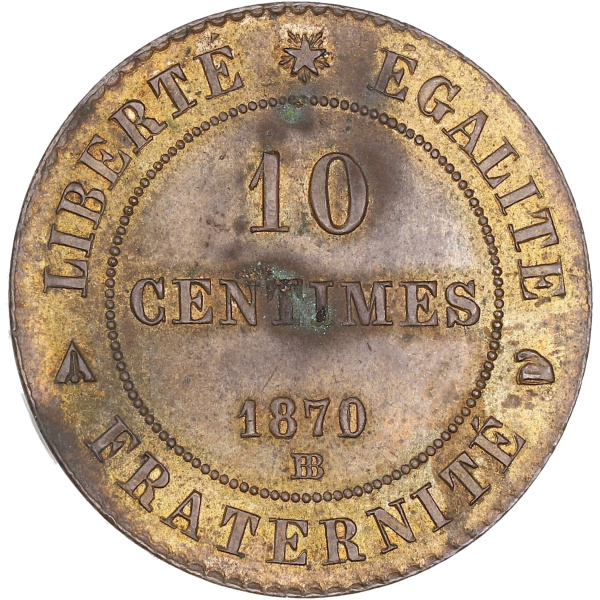 LIBERTÉ ÉGALITÉ
FRATERNITÉ
10
CENTIMES
1870
BB